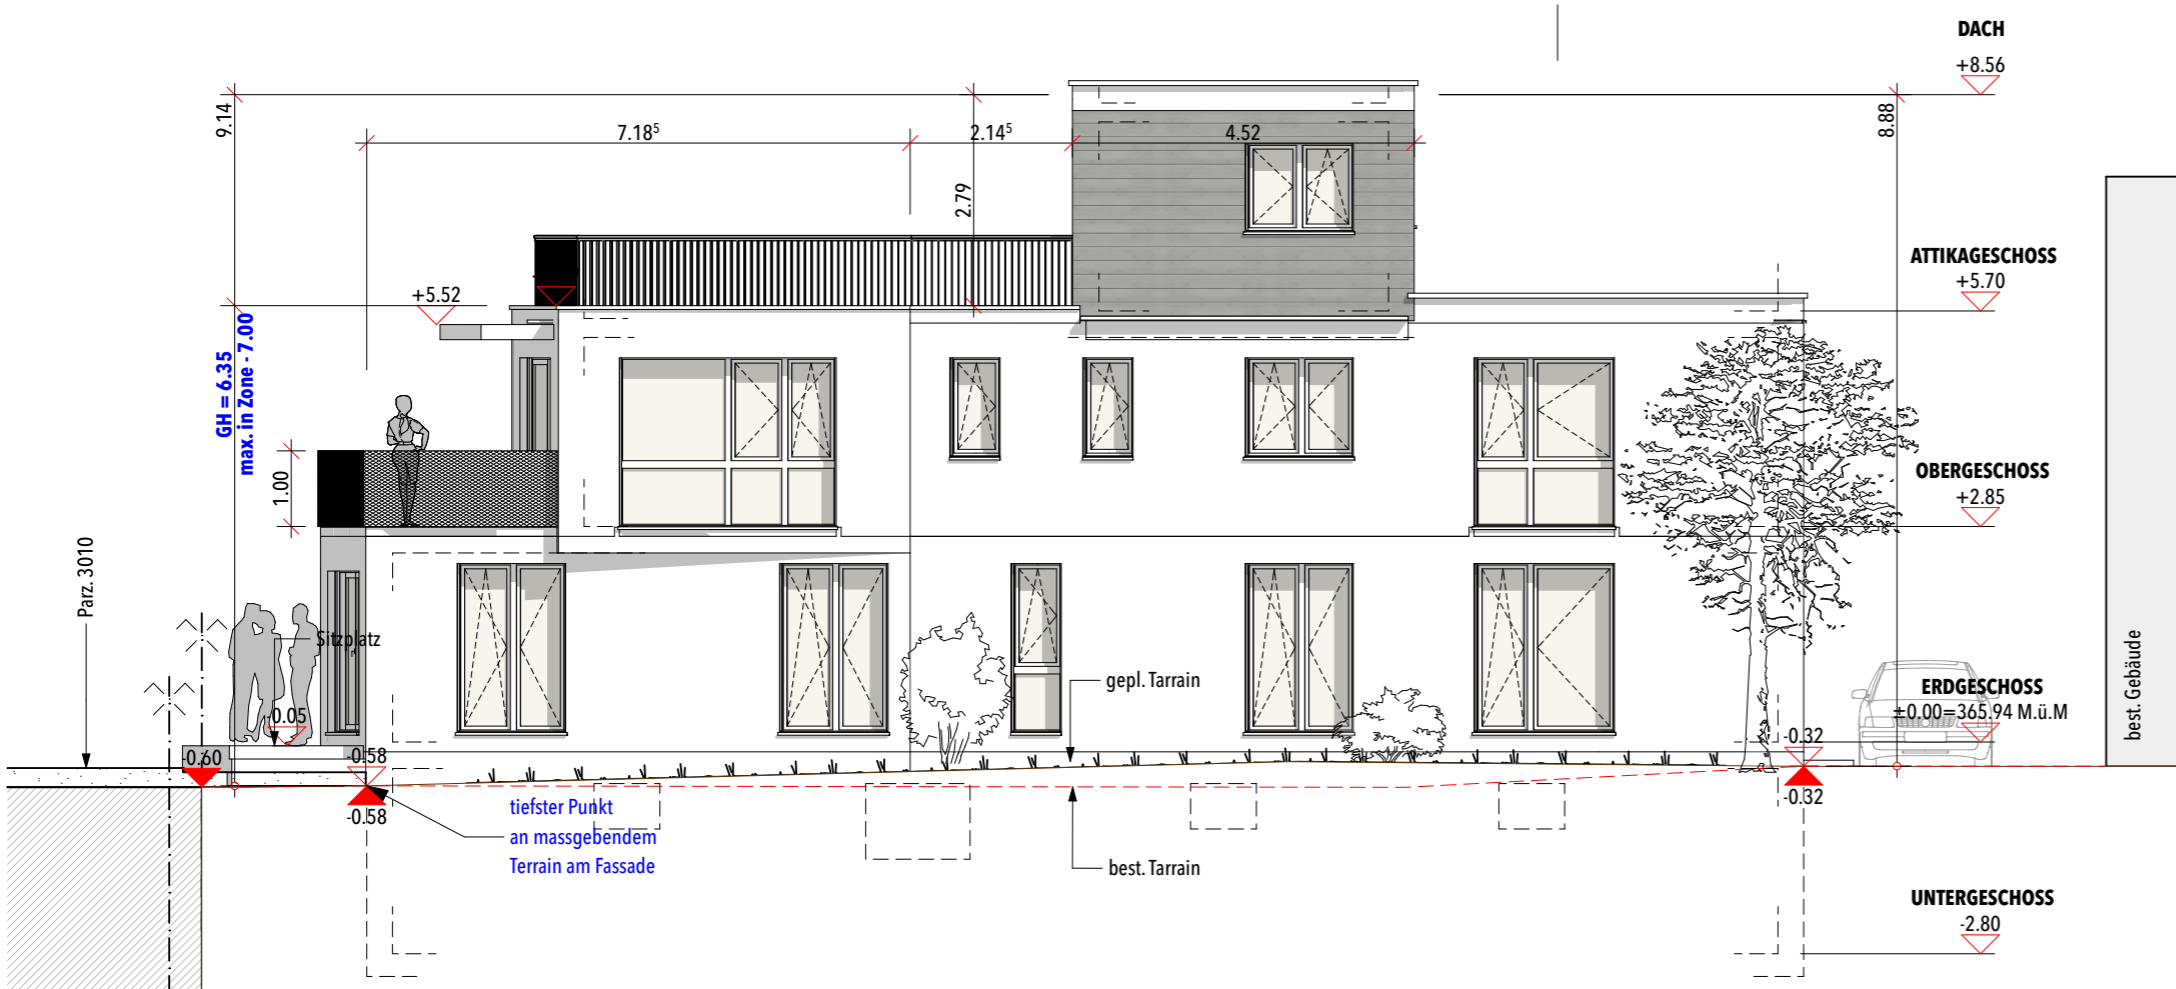 DACH
+8.56
9.14
7.18⁵
2.14⁵
4.52
8.88
2.79
ATTIKAGESCHOSS
+5.70
+5.52
GH = 6.35
max. in Zone - 7.00
1.00
OBERGESCHOSS
+2.85
Parz. 3010
Sitzplatz
gepl. Tarrain
ERDGESCHOSS
±0.00=365.94 M.ü.M
best. Gebäude
-0.05
-0.60
-0.58
-0.32
-0.58
-0.32
tiefster Punkt
an massgebendem
Terrain am Fassade
best. Tarrain
UNTERGESCHOSS
-2.80